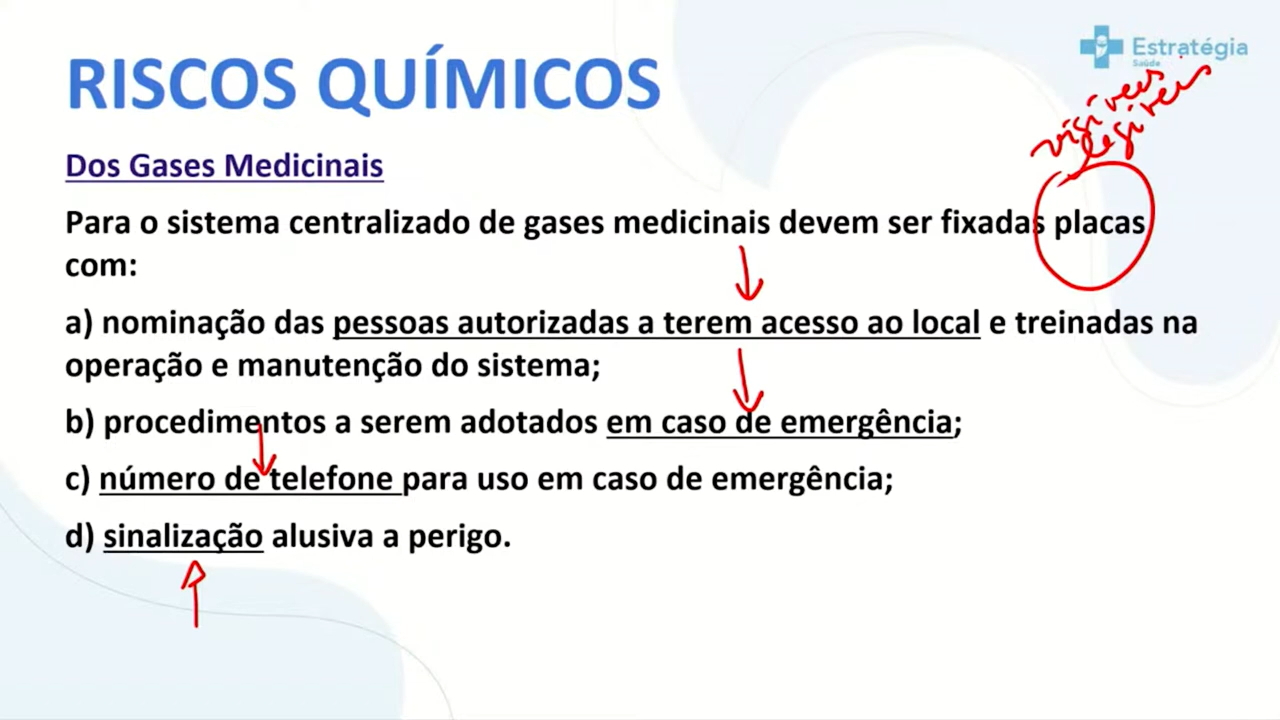 Estratégia
Saúde
RISCOS QUÍMICOS
visíveis
legíveis
Dos Gases Medicinais
Para o sistema centralizado de gases medicinais devem ser fixadas placas
com:
a) nominação das pessoas autorizadas a terem acesso ao local e treinadas na
operação e manutenção do sistema;
b) procedimentos a serem adotados em caso de emergência;
c) número de telefone para uso em caso de emergência;
d) sinalização alusiva a perigo.